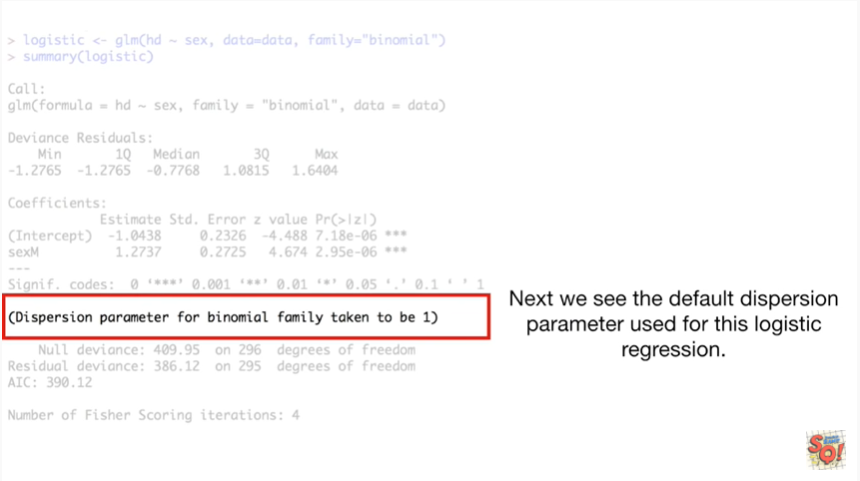 > logistic <- glm(hd ~ sex, data=data, family="binomial")
> summary(logistic)
Call:
glm(formula = hd ~ sex, family = "binomial", data = data)
Deviance Residuals:
Min 1Q Median 3Q Max
-1.2765 -1.2765 -0.7768 1.0815 1.6404
Coefficients:
Estimate Std. Error z value Pr(>|z|)
(Intercept) -1.0438 0.2326 -4.488 7.18e-06 ***
sexM 1.2737 0.2725 4.674 2.95e-06 ***
---
Signif. codes: 0 ‘***’ 0.001 ‘**’ 0.01 ‘*’ 0.05 ‘.’ 0.1 ‘ ’ 1
(Dispersion parameter for binomial family taken to be 1)
Null deviance: 409.95 on 296 degrees of freedom
Residual deviance: 386.12 on 295 degrees of freedom
AIC: 390.12
Number of Fisher Scoring iterations: 4
Next we see the default dispersion
parameter used for this logistic
regression.
SQ!